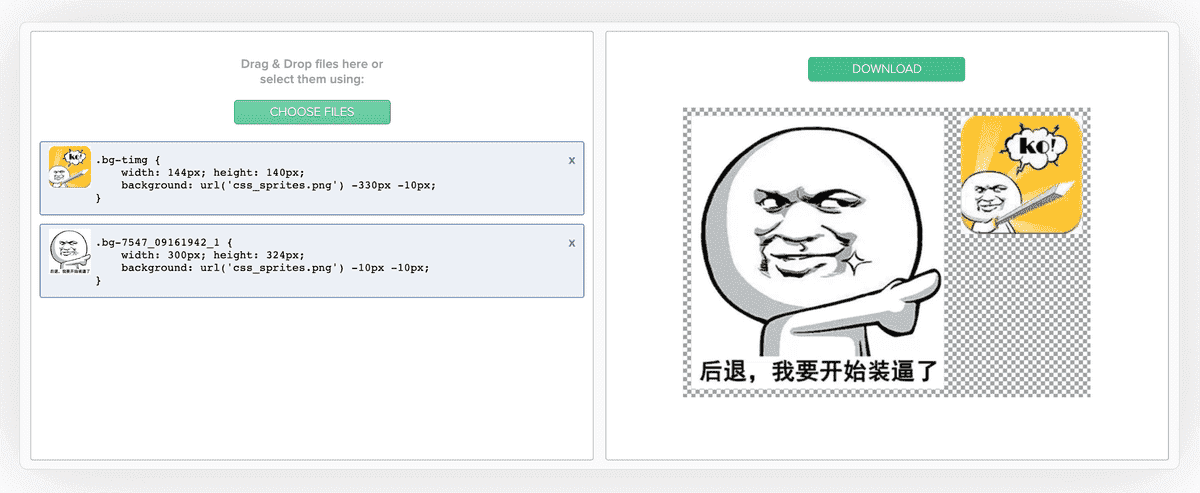 Drag & Drop files here or
select them using:
CHOOSE FILES
ko!
.bg-timg {
width: 144px; height: 140px;
background: url('css_sprites.png') -330px -10px;
}
x
后退，我要开始装逼了
.bg-7547_09161942_1 {
width: 300px; height: 324px;
background: url('css_sprites.png') -10px -10px;
}
x
DOWNLOAD
ko!
后退，我要开始装逼了